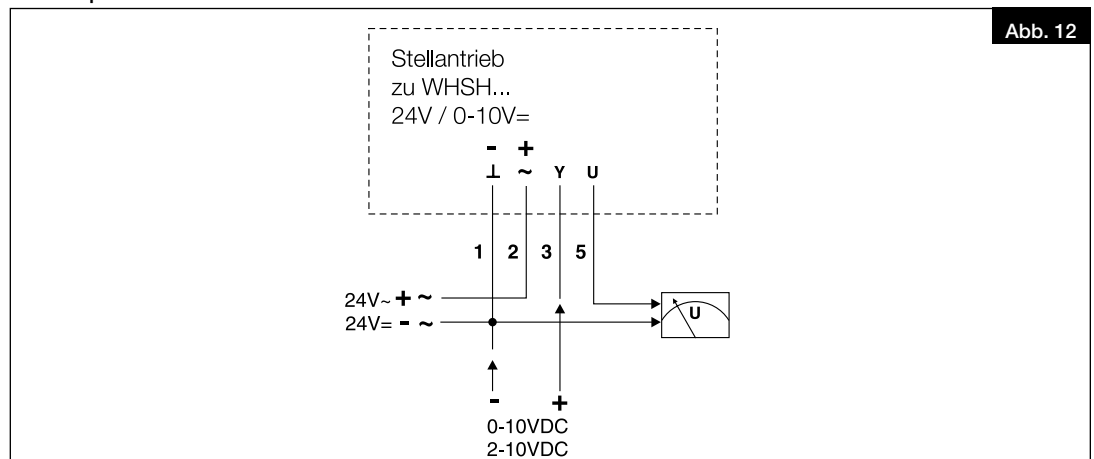 Abb. 12
Stellantrieb
zu WHSH...
24V / 0-10V=
- +
⊥ ~ Y U
1 2 3 5
24V~ + ~
24V= - ~
U
- +
0-10VDC
2-10VDC